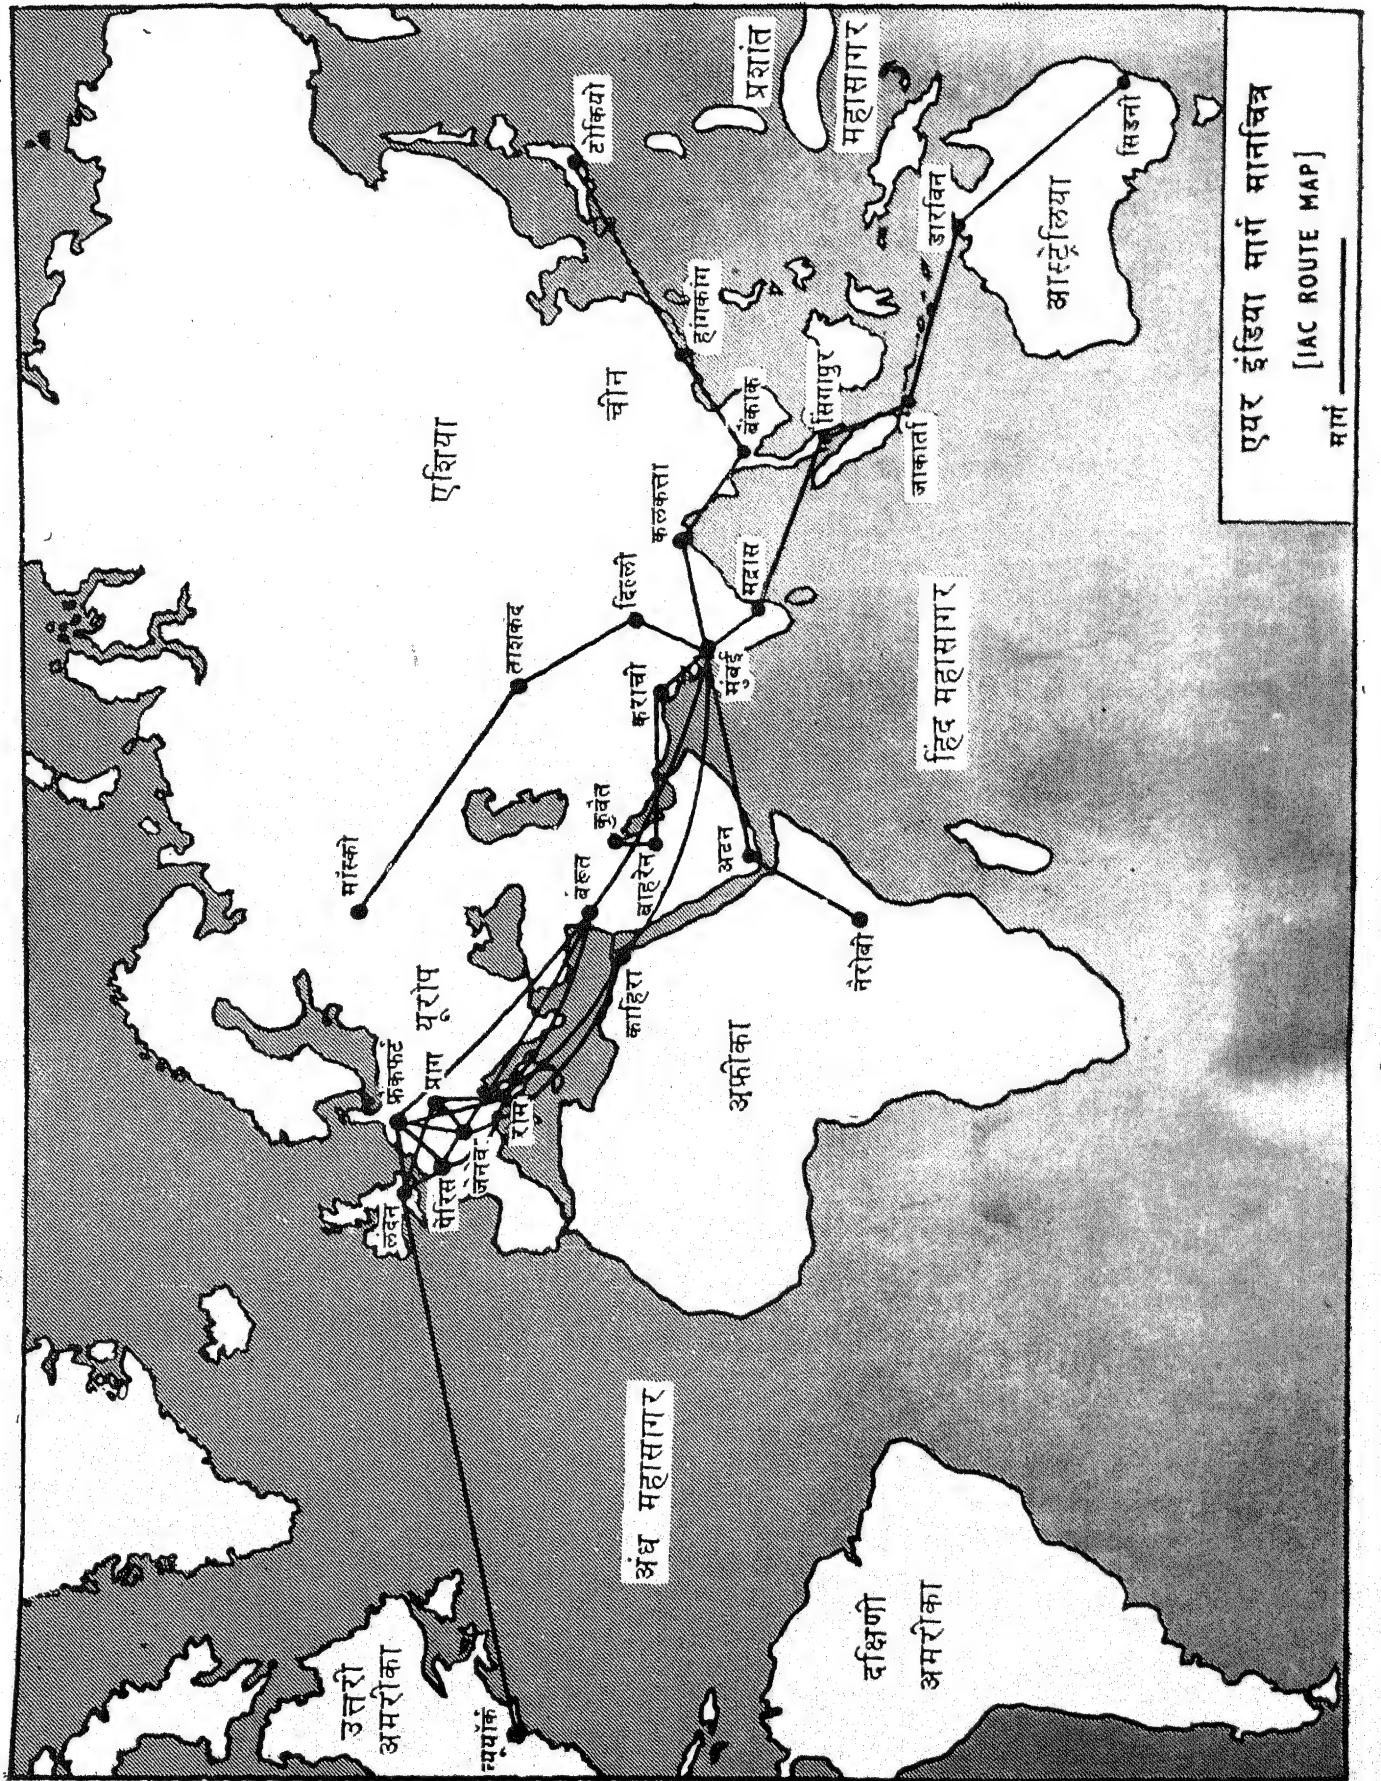 एयर इंडिया मार्ग मानचित्र
[IAC ROUTE MAP]
मार्ग
उत्तरी
अमरीका
न्यूयॉर्क
दक्षिणी
अमरीका
अंध महासागर
लंदन
पेरिस
जेनेवा
फ्रैंकफर्ट
प्राग
रोम
यूरोप
मॉस्को
काहिरा
अफ्रीका
नैरोबी
बेरूत
बाहरेन
कुवैत
अदन
कराची
ताशकंद
दिल्ली
मुंबई
मद्रास
कलकत्ता
हिंद महासागर
एशिया
चीन
बैंकाक
हांगकांग
सिंगापुर
जाकार्ता
टोकियो
प्रशांत
महासागर
डारविन
आस्ट्रेलिया
सिडनी